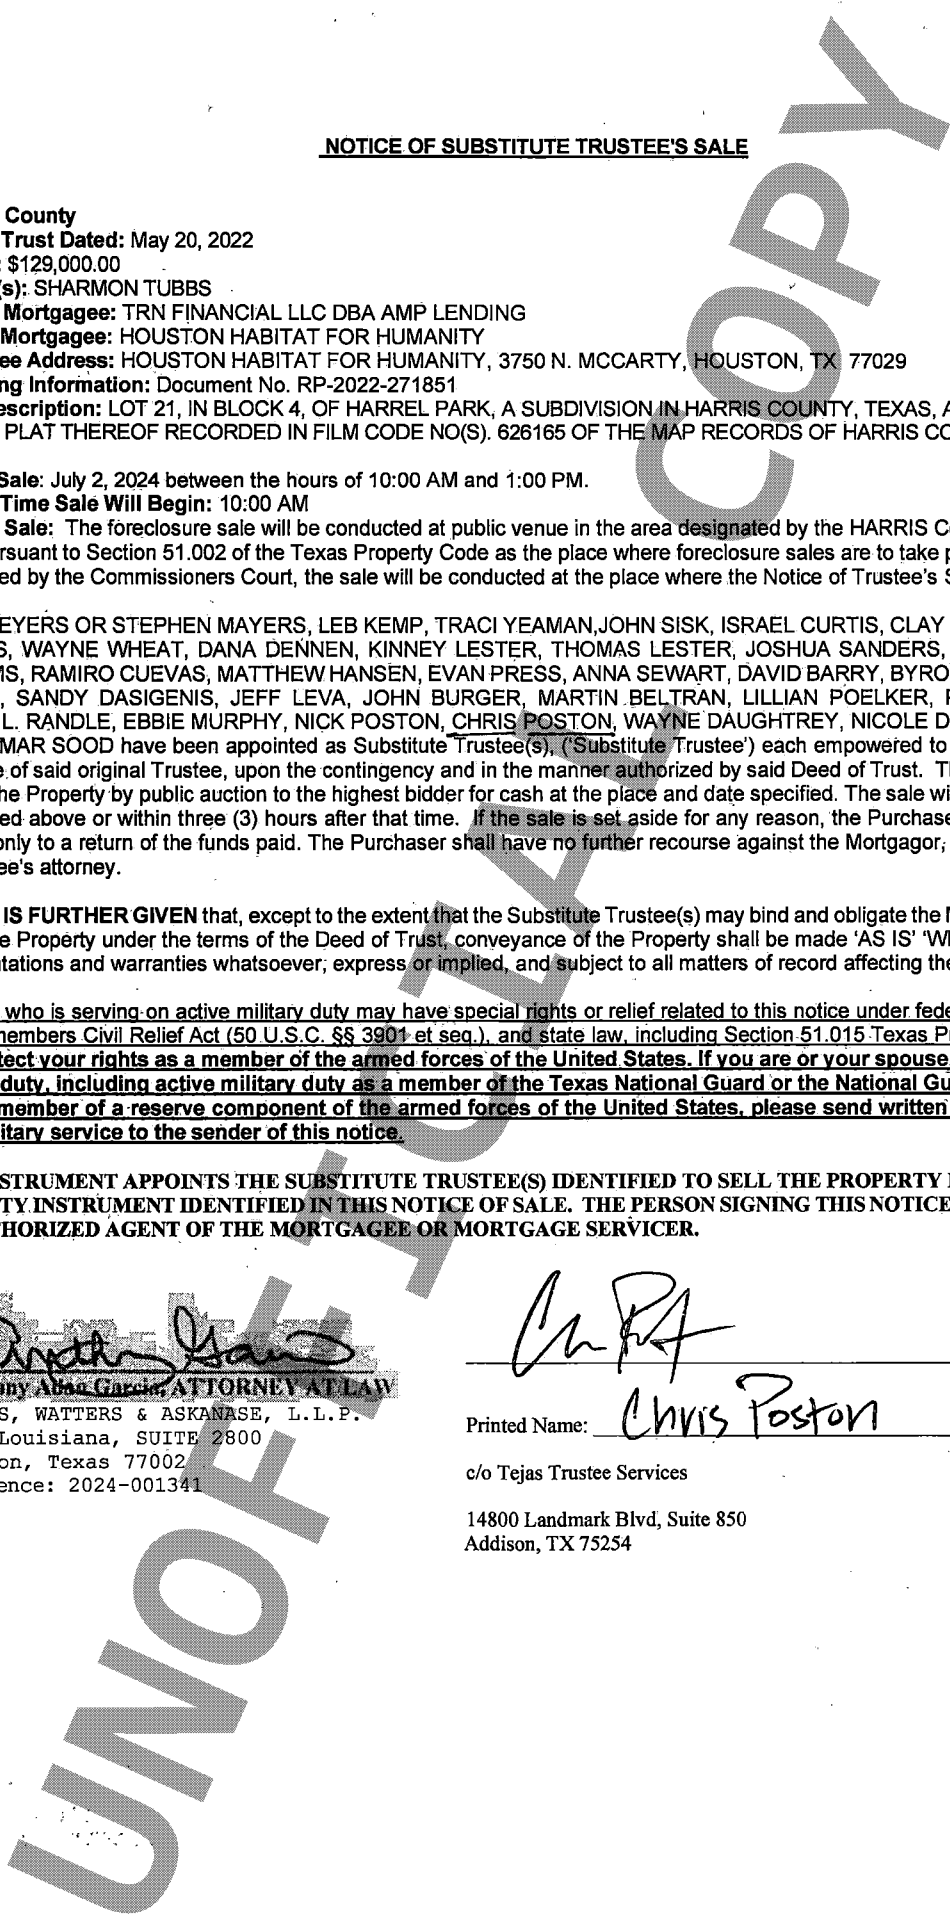 NOTICE OF SUBSTITUTE TRUSTEE'S SALE
County
Trust Dated: May 20, 2022
: $129,000.00
(s): SHARMON TUBBS
Mortgagee: TRN FINANCIAL LLC DBA AMP LENDING
Mortgagee: HOUSTON HABITAT FOR HUMANITY
ee Address: HOUSTON HABITAT FOR HUMANITY, 3750 N. MCCARTY, HOUSTON, TX 77029
ng Information: Document No. RP-2022-271851
escription: LOT 21, IN BLOCK 4, OF HARREL PARK, A SUBDIVISION IN HARRIS COUNTY, TEXAS, A
PLAT THEREOF RECORDED IN FILM CODE NO(S). 626165 OF THE MAP RECORDS OF HARRIS CO
Sale: July 2, 2024 between the hours of 10:00 AM and 1:00 PM.
Time Sale Will Begin: 10:00 AM
Sale: The foreclosure sale will be conducted at public venue in the area designated by the HARRIS C
rsuant to Section 51.002 of the Texas Property Code as the place where foreclosure sales are to take p
ed by the Commissioners Court, the sale will be conducted at the place where the Notice of Trustee's S
EYERS OR STEPHEN MAYERS, LEB KEMP, TRACI YEAMAN,JOHN SISK, ISRAEL CURTIS, CLAY
S, WAYNE WHEAT, DANA DENNEN, KINNEY LESTER, THOMAS LESTER, JOSHUA SANDERS,
MS, RAMIRO CUEVAS, MATTHEW HANSEN, EVAN PRESS, ANNA SEWART, DAVID BARRY, BYRO
, SANDY DASIGENIS, JEFF LEVA, JOHN BURGER, MARTIN BELTRAN, LILLIAN POELKER,
L. RANDLE, EBBIE MURPHY, NICK POSTON, CHRIS POSTON, WAYNE DAUGHTREY, NICOLE D
MAR SOOD have been appointed as Substitute Trustee(s), ('Substitute Trustee') each empowered to
e of said original Trustee, upon the contingency and in the manner authorized by said Deed of Trust. Th
he Property by public auction to the highest bidder for cash at the place and date specified. The sale wi
ed above or within three (3) hours after that time. If the sale is set aside for any reason, the Purchase
only to a return of the funds paid. The Purchaser shall have no further recourse against the Mortgagor,
ee's attorney.
IS FURTHER GIVEN that, except to the extent that the Substitute Trustee(s) may bind and obligate the
e Property under the terms of the Deed of Trust, conveyance of the Property shall be made 'AS IS' 'WH
tations and warranties whatsoever, express or implied, and subject to all matters of record affecting the
who is serving on active military duty may have special rights or relief related to this notice under fede
members Civil Relief Act (50 U.S.C. §§ 3901 et seq.), and state law, including Section 51.015 Texas P
tect your rights as a member of the armed forces of the United States. If you are or your spouse
duty, including active military duty as a member of the Texas National Guard or the National Gu
member of a reserve component of the armed forces of the United States, please send written
itary service to the sender of this notice.
STRUMENT APPOINTS THE SUBSTITUTE TRUSTEE(S) IDENTIFIED TO SELL THE PROPERTY
TY INSTRUMENT IDENTIFIED IN THIS NOTICE OF SALE. THE PERSON SIGNING THIS NOTICE
HORIZED AGENT OF THE MORTGAGEE OR MORTGAGE SERVICER.
ony Allan Garcia, ATTORNEY AT LAW
S, WATTERS & ASKANASE, L.L.P.
Louisiana, SUITE 2800
on, Texas 77002
ence: 2024-001341
Printed Name: Chris Poston
c/o Tejas Trustee Services
14800 Landmark Blvd, Suite 850
Addison, TX 75254
UNOFFICIAL COPY